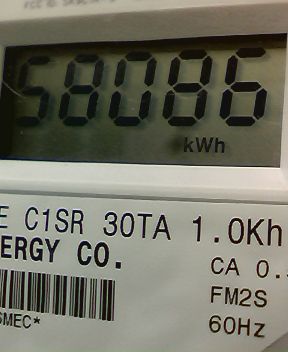 58086
kWh
E C1SR 30TA 1.0Kh
ERGY CO.
CA 0.
FM2S
SMEC*
60Hz